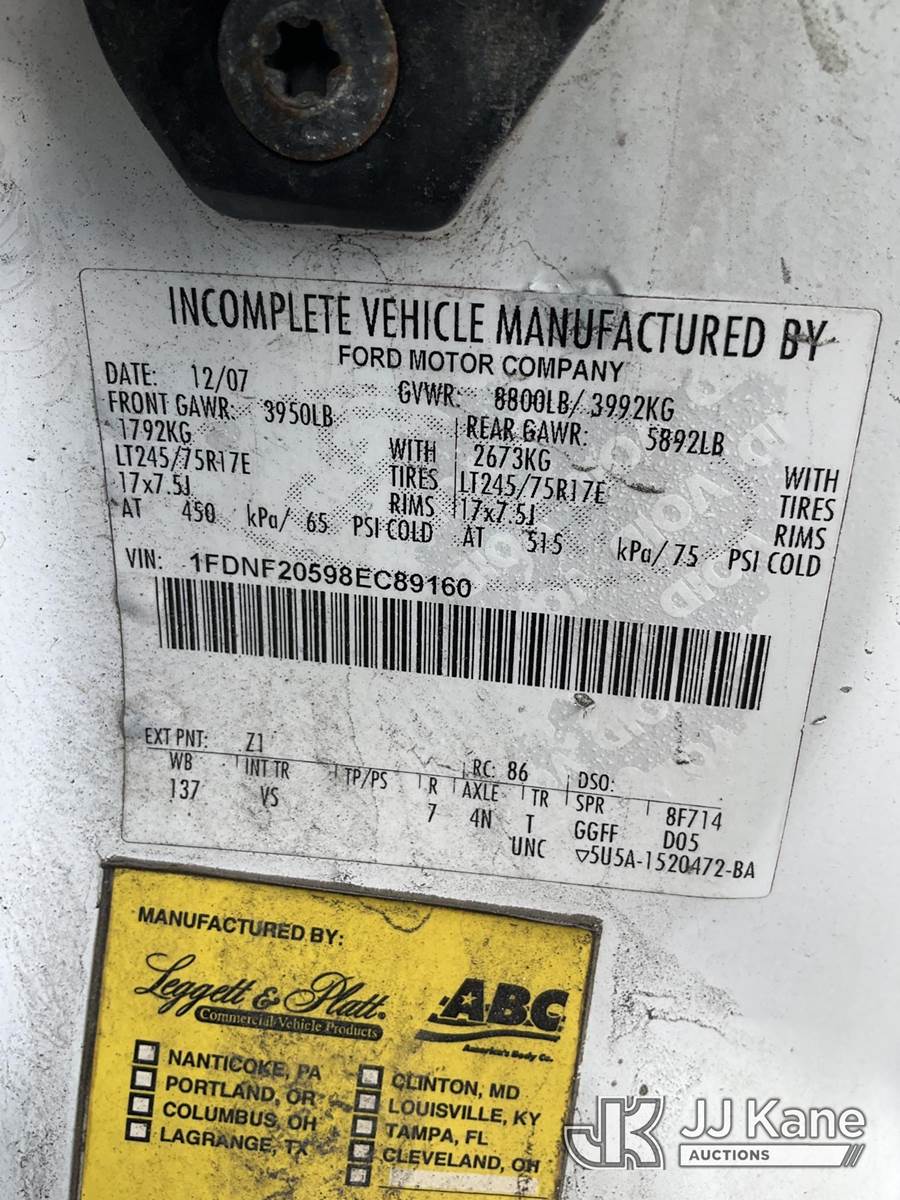 INCOMPLETE VEHICLE MANUFACTURED BY
FORD MOTOR COMPANY
DATE: 12/07 GVWR: 8800LB/ 3992KG
FRONT GAWR: 3950LB REAR GAWR: 5892LB
1792KG WITH 2673KG WITH
LT245/75R17E TIRES LT245/75R17E TIRES
17x7.5J RIMS 17x7.5J RIMS
AT 450 kPa/ 65 PSI COLD AT 515 kPa/ 75 PSI COLD
VIN: 1FDNF20598EC89160
EXT PNT: Z1 RC: 86 DSO:
WB INT TR TP/PS R AXLE TR SPR 8F714
137 VS 7 4N T GGFF D05
UNC ▽5U5A-1520472-BA
VOID VOID VOID
MANUFACTURED BY:
Leggett & Platt.
Commercial Vehicle Products
ABC
America's Body Co.
NANTICOKE, PA
PORTLAND, OR
COLUMBUS, OH
LAGRANGE, TX
CLINTON, MD
LOUISVILLE, KY
TAMPA, FL
CLEVELAND, OH
JK JJ Kane
AUCTIONS